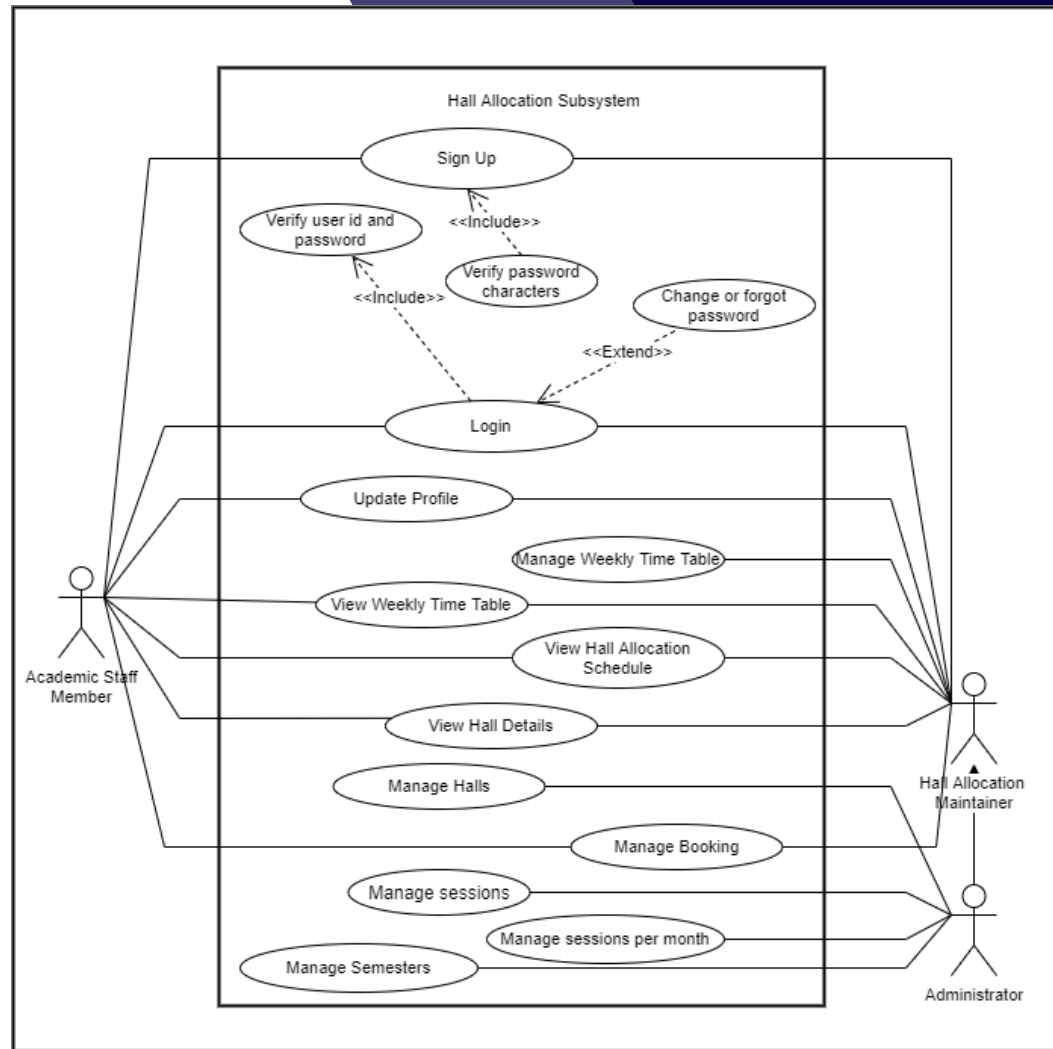 Hall Allocation Subsystem
Sign Up
Verify user id and
password
<<Include>>
Verify password
characters
<<Include>>
Change or forgot
password
<<Extend>>
Login
Update Profile
Manage Weekly Time Table
View Weekly Time Table
View Hall Allocation
Schedule
Academic Staff
Member
View Hall Details
Manage Halls
Hall Allocation
Maintainer
Manage Booking
Manage sessions
Manage sessions per month
Manage Semesters
Administrator